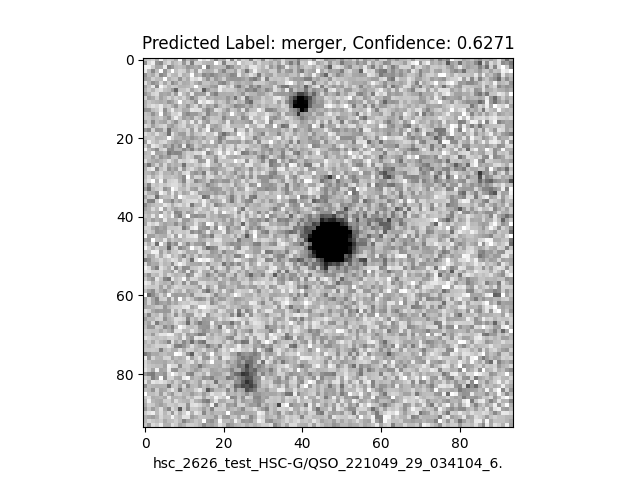 Predicted Label: merger, Confidence: 0.6271
0
20
40
60
80
0 20 40 60 80
hsc_2626_test_HSC-G/QSO_221049_29_034104_6.